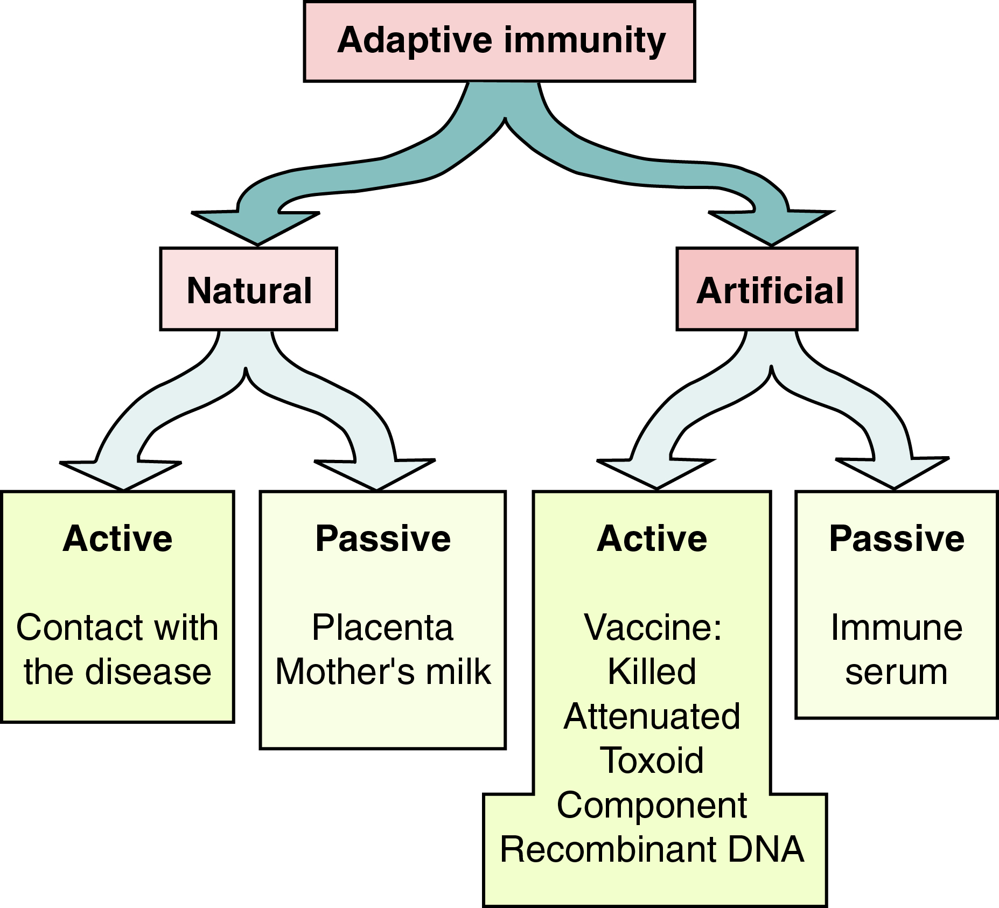 Adaptive immunity
Natural
Artificial
Active
Contact with
the disease
Passive
Placenta
Mother's milk
Active
Vaccine:
Killed
Attenuated
Toxoid
Component
Recombinant DNA
Passive
Immune
serum